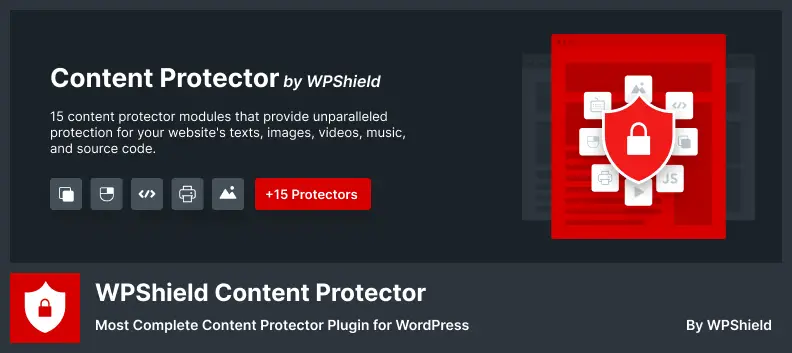 Content Protector by WPShield
15 content protector modules that provide unparalleled
protection for your website's texts, images, videos, music,
and source code.
+15 Protectors
JS
WPShield Content Protector
Most Complete Content Protector Plugin for WordPress
By WPShield